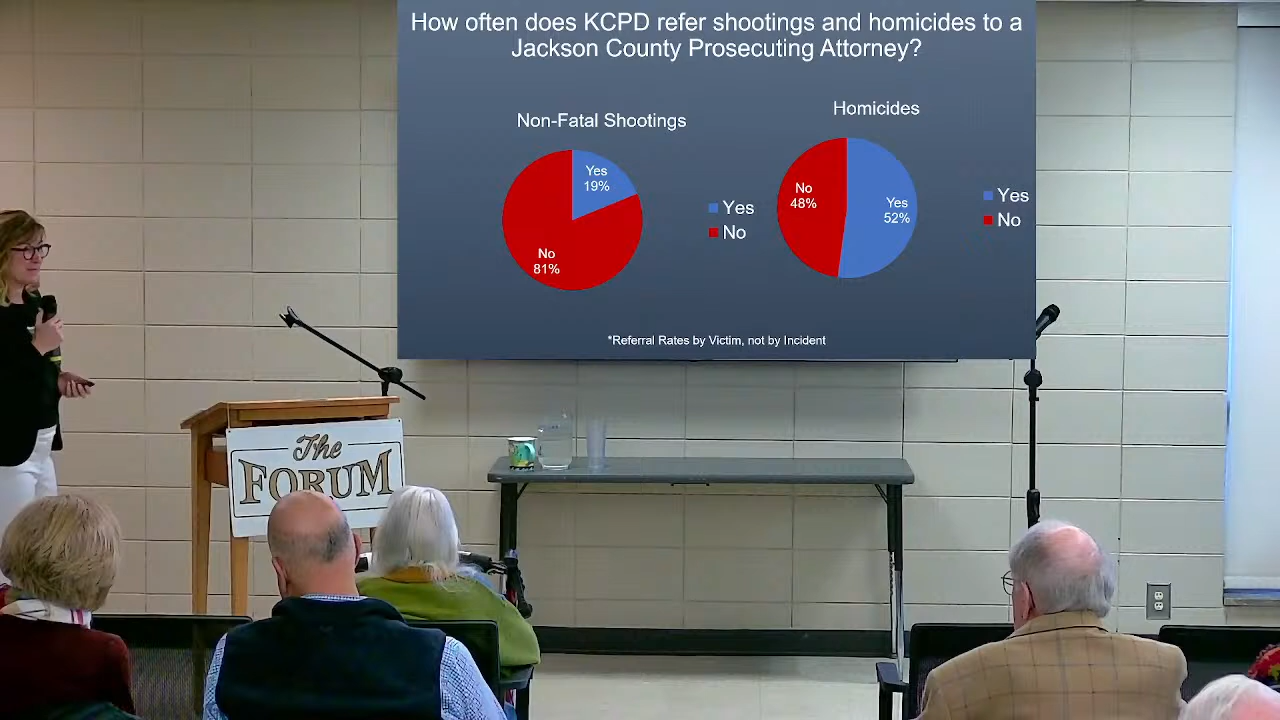 How often does KCPD refer shootings and homicides to a
Jackson County Prosecuting Attorney?
Non-Fatal Shootings
Yes
19%
No
81%
Yes
No
Homicides
No
48%
Yes
52%
Yes
No
*Referral Rates by Victim, not by Incident
The
FORUM